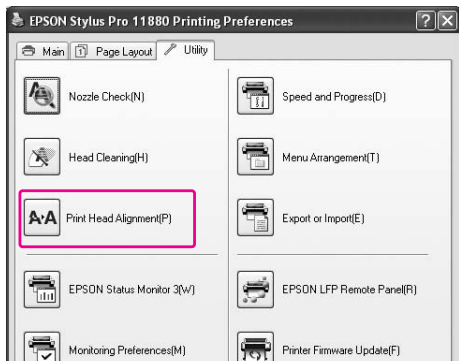 EPSON Stylus Pro 11880 Printing Preferences
Main Page Layout Utility
Nozzle Check(N)
Speed and Progress(D)
Head Cleaning(H)
Menu Arrangement(T)
A·A Print Head Alignment(P)
Export or Import(E)
EPSON Status Monitor 3(W)
EPSON LFP Remote Panel(R)
Monitoring Preferences(M)
Printer Firmware Update(F)